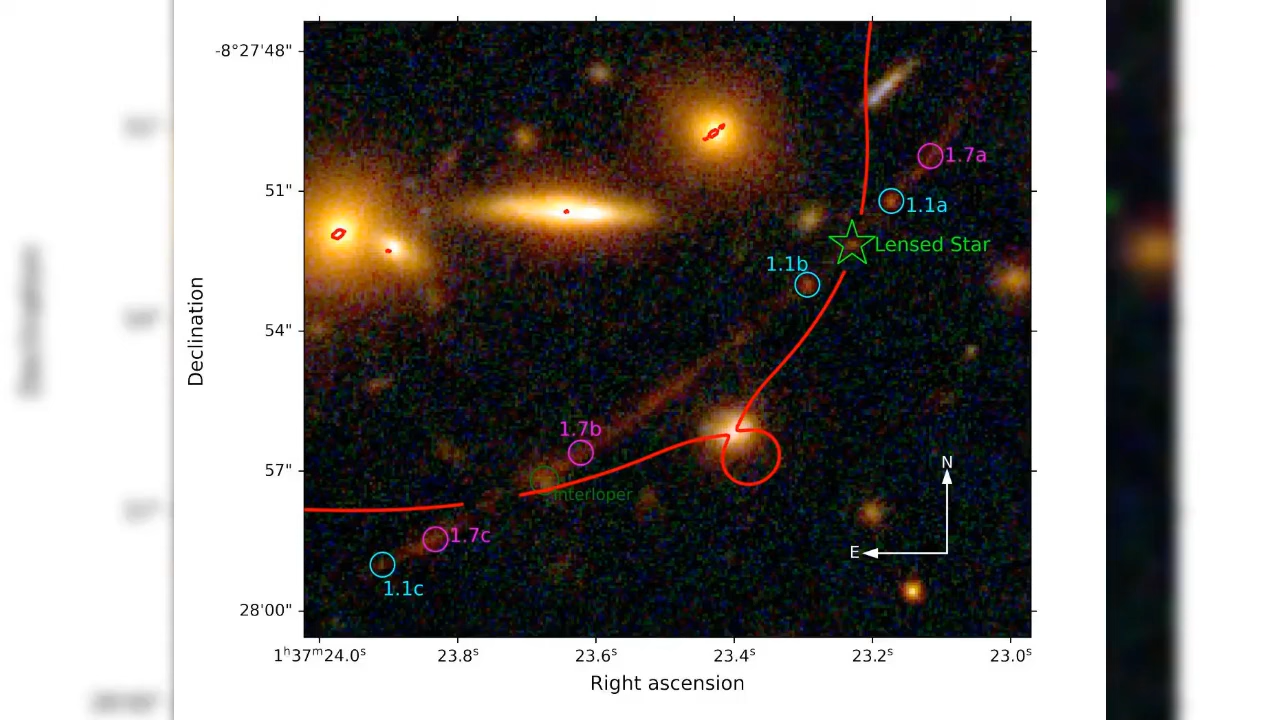 -8°27'48"
1.7a
51"
1.1a
Lensed Star
1.1b
54"
Declination
1.7b
57"
N
Interloper
1.7c
E
1.1c
28'00"
1ʰ37ᵐ24.0ˢ 23.8ˢ 23.6ˢ 23.4ˢ 23.2ˢ 23.0ˢ
Right ascension